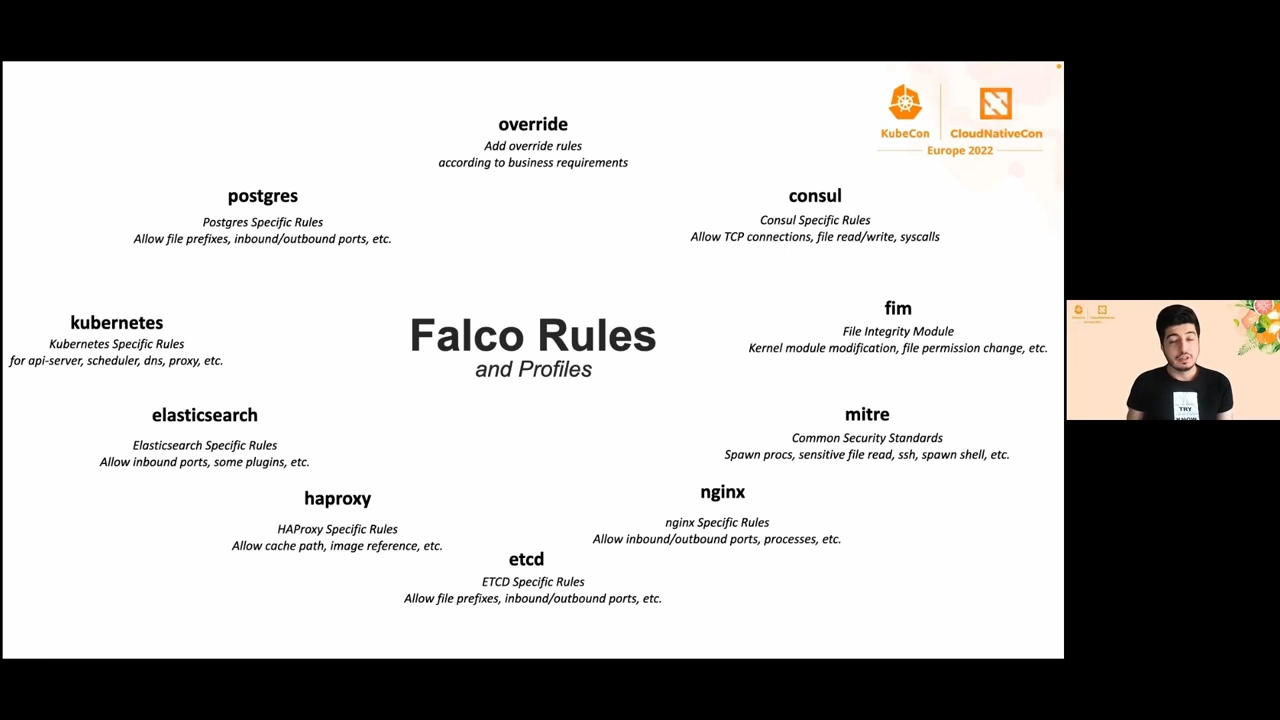 KubeCon
CloudNativeCon
Europe 2022
override
Add override rules
according to business requirements
postgres
Postgres Specific Rules
Allow file prefixes, inbound/outbound ports, etc.
consul
Consul Specific Rules
Allow TCP connections, file read/write, syscalls
kubernetes
Kubernetes Specific Rules
for api-server, scheduler, dns, proxy, etc.
Falco Rules
and Profiles
fim
File Integrity Module
Kernel module modification, file permission change, etc.
elasticsearch
Elasticsearch Specific Rules
Allow inbound ports, some plugins, etc.
mitre
Common Security Standards
Spawn procs, sensitive file read, ssh, spawn shell, etc.
haproxy
HAProxy Specific Rules
Allow cache path, image reference, etc.
nginx
nginx Specific Rules
Allow inbound/outbound ports, processes, etc.
etcd
ETCD Specific Rules
Allow file prefixes, inbound/outbound ports, etc.
TRY
KNOW